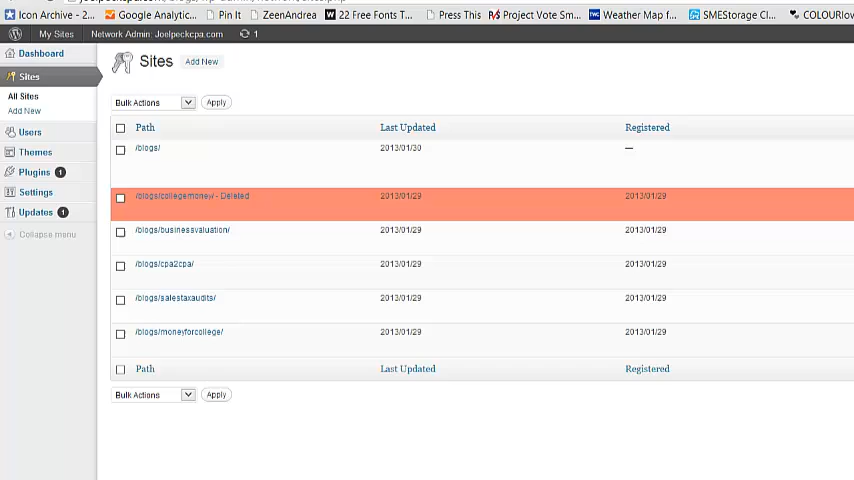 Icon Archive - 2... Google Analytic... Pin It ZeenAndrea 22 Free Fonts T... Press This Project Vote Sm... Weather Map f... SMEStorage Cl... COLOURlov
My Sites Network Admin: Joelpeckcpa.com 1
Dashboard
Sites
All Sites
Add New
Users
Themes
Plugins 1
Settings
Updates 1
Collapse menu
Sites Add New
Bulk Actions Apply
Path Last Updated Registered
/blogs/ 2013/01/30 —
/blogs/collegemoney/ - Deleted 2013/01/29 2013/01/29
/blogs/businessvaluation/ 2013/01/29 2013/01/29
/blogs/cpa2cpa/ 2013/01/29 2013/01/29
/blogs/salestaxaudits/ 2013/01/29 2013/01/29
/blogs/moneyforcollege/ 2013/01/29 2013/01/29
Path Last Updated Registered
Bulk Actions Apply